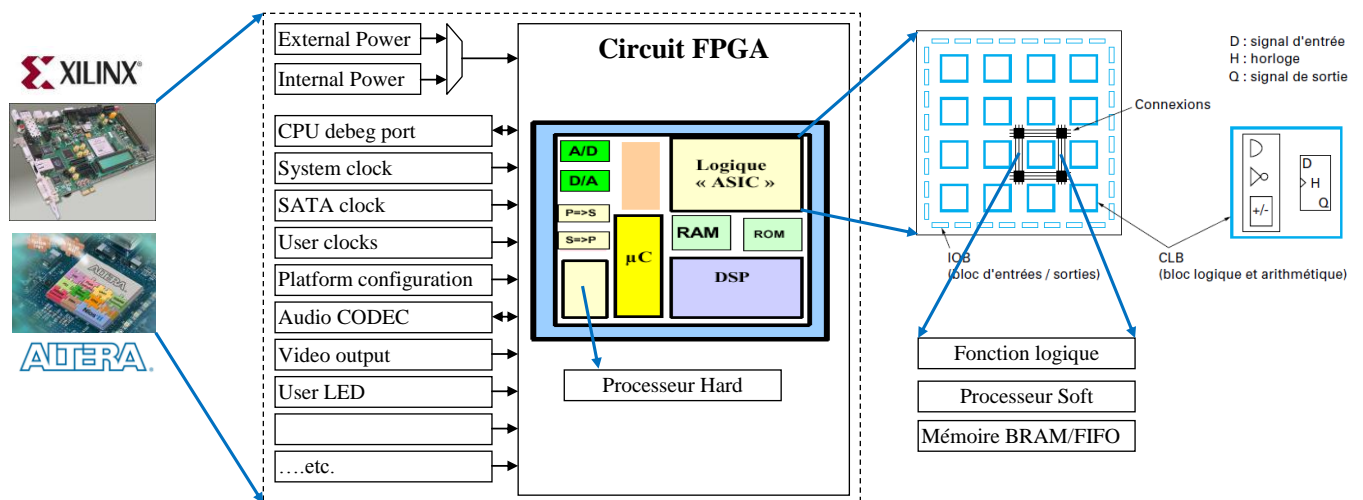 XILINX®
ALTERA®
External Power
Internal Power
CPU debeg port
System clock
SATA clock
User clocks
Platform configuration
Audio CODEC
Video output
User LED
….etc.
Circuit FPGA
A/D
D/A
P=>S
S=>P
µC
Logique
« ASIC »
RAM
ROM
DSP
Processeur Hard
Connexions
IOB
(bloc d'entrées / sorties)
CLB
(bloc logique et arithmétique)
D : signal d'entrée
H : horloge
Q : signal de sortie
+/-
D
H
Q
Fonction logique
Processeur Soft
Mémoire BRAM/FIFO